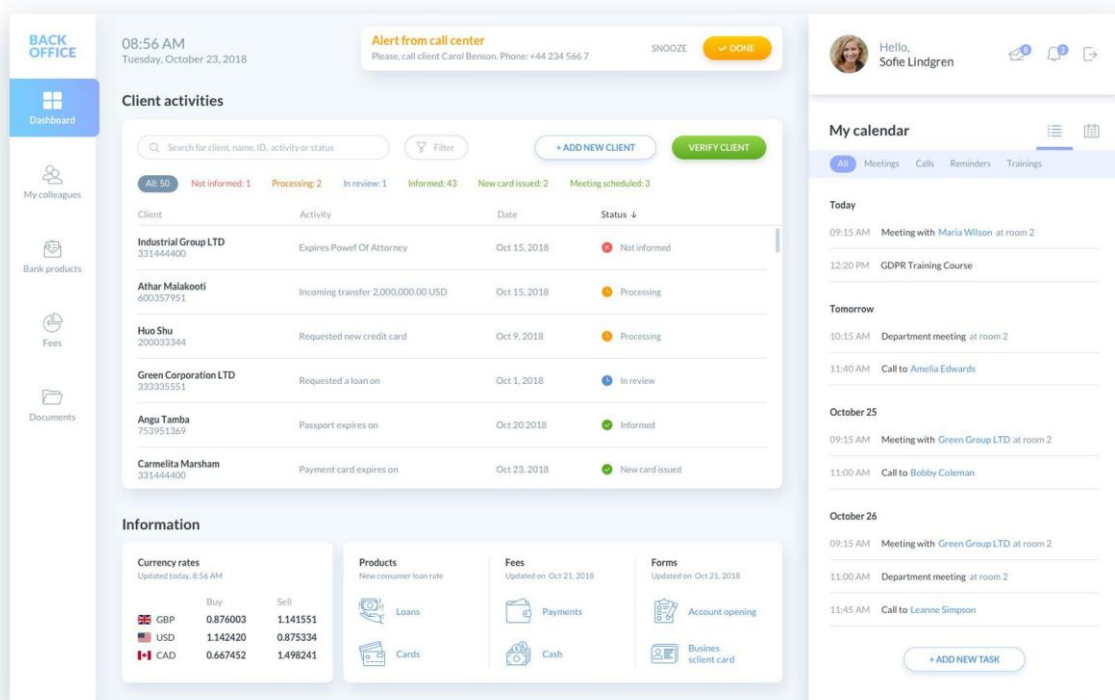 BACK
OFFICE
Dashboard
My colleagues
Bank products
Fees
Documents
08:56 AM
Tuesday, October 23, 2018
Alert from call center
Please, call client Carol Benson. Phone: +44 234 566 7
SNOOZE
DONE
Client activities
Search for client, name, ID, activity or status
Filter
+ ADD NEW CLIENT
VERIFY CLIENT
All: 50 Not informed: 1 Processing: 2 In review: 1 Informed: 43 New card issued: 2 Meeting scheduled: 3
Client Activity Date Status ↓
Industrial Group LTD
331444400
Expires Powef Of Attorney Oct 15, 2018 Not informed
Athar Malakooti
600357951
Incoming transfer 2,000,000.00 USD Oct 15, 2018 Processing
Huo Shu
200033344
Requested new credit card Oct 9, 2018 Processing
Green Corporation LTD
333335551
Requested a loan on Oct 1, 2018 In review
Angu Tamba
753951369
Passport expires on Oct 20 2018 Informed
Carmelita Marsham
331444400
Payment card expires on Oct 23, 2018 New card issued
Information
Currency rates
Updated today, 8:56 AM
Buy Sell
GBP 0.876003 1.141551
USD 1.142420 0.875334
CAD 0.667452 1.498241
Products
New consumer loan rate
Loans
Cards
Fees
Updated on Oct 21, 2018
Payments
Cash
Forms
Updated on Oct 21, 2018
Account opening
Busines
sclient card
Hello,
Sofie Lindgren
My calendar
All Meetings Calls Reminders Trainings
Today
09:15 AM Meeting with Maria Wilson at room 2
12:20 PM GDPR Training Course
Tomorrow
10:15 AM Department meeting at room 2
11:40 AM Call to Amelia Edwards
October 25
09:15 AM Meeting with Green Group LTD at room 2
11:00 AM Call to Bobby Coleman
October 26
09:15 AM Meeting with Green Group LTD at room 2
11:00 AM Department meeting at room 2
11:45 AM Call to Leanne Simpson
+ ADD NEW TASK